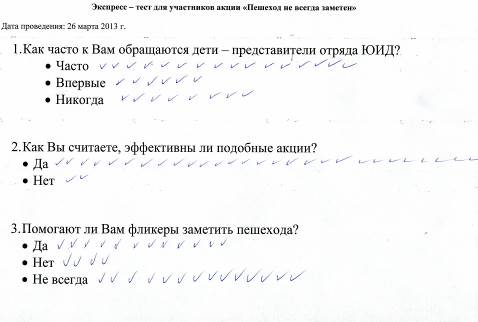 Экспресс – тест для участников акции «Пешеход не всегда заметен»
Дата проведения: 26 марта 2013 г.
1.Как часто к Вам обращаются дети – представители отряда ЮИД?
• Часто
• Впервые
• Никогда
2.Как Вы считаете, эффективны ли подобные акции?
• Да
• Нет
3.Помогают ли Вам фликеры заметить пешехода?
• Да
• Нет
• Не всегда